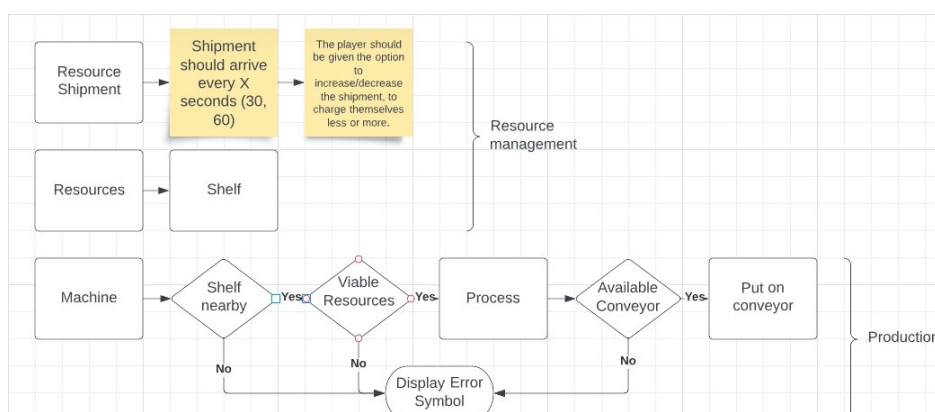 Resource
Shipment
Shipment
should arrive
every X
seconds (30,
60)
The player should
be given the option
to
increase/decrease
the shipment, to
charge themselves
less or more.
Resource
management
Resources
Shelf
Machine
Shelf
nearby
Yes
Viable
Resources
Yes
Process
Available
Conveyor
Yes
Put on
conveyor
Production
No
No
No
Display Error
Symbol